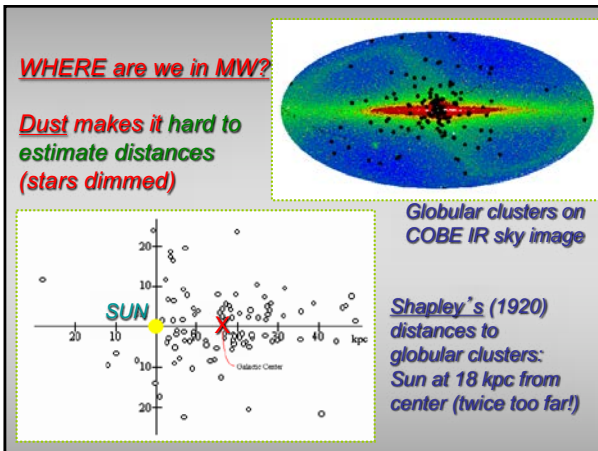 WHERE are we in MW?
Dust makes it hard to
estimate distances
(stars dimmed)
Globular clusters on
COBE IR sky image
20
10
SUN
20
10
20
40
kpc
Galactic Center
10
20
Shapley's (1920)
distances to
globular clusters:
Sun at 18 kpc from
center (twice too far!)